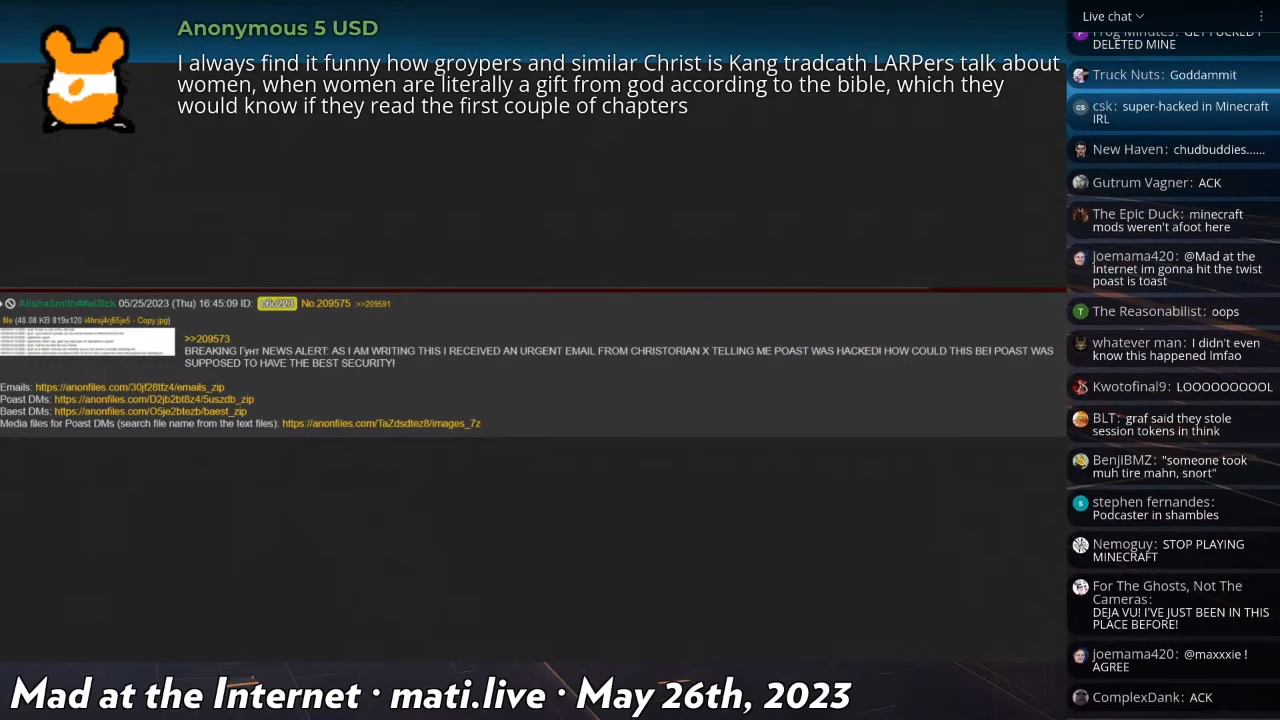 Anonymous 5 USD
I always find it funny how groypers and similar Christ is Kang tradcath LARPers talk about
women, when women are literally a gift from god according to the bible, which they
would know if they read the first couple of chapters
05/25/2023 (Thu) 16:45:09 ID: No.209575 >>209591
file (48.08 KB 819x120 - Copy.jpg)
>>209573
BREAKING Гунт NEWS ALERT: AS I AM WRITING THIS I RECEIVED AN URGENT EMAIL FROM CHRISTORIAN X TELLING ME POAST WAS HACKED! HOW COULD THIS BE! POAST WAS
SUPPOSED TO HAVE THE BEST SECURITY!
Emails: https://anonfiles.com/30jf28tfz4/emails_zip
Poast DMs: https://anonfiles.com/D2jb2bt8z4/5uszdb_zip
Baest DMs: https://anonfiles.com/O5je2btezb/baest_zip
Media files for Poast DMs (search file name from the text files): https://anonfiles.com/TaZdsdtez8/images_7z
Mad at the Internet · mati.live · May 26th, 2023
Live chat
DELETED MINE
Truck Nuts: Goddammit
csk: super-hacked in Minecraft
IRL
New Haven: chudbuddies......
Gutrum Vagner: ACK
The Epic Duck: minecraft
mods weren't afoot here
joemama420: @Mad at the
Internet im gonna hit the twist
poast is toast
T
The Reasonabilist: oops
whatever man: I didn't even
know this happened lmfao
Kwotofinal9: LOOOOOOOOL
BLT: graf said they stole
session tokens in think
BenjiBMZ: "someone took
muh tire mahn, snort"
s
stephen fernandes:
Podcaster in shambles
Nemoguy: STOP PLAYING
MINECRAFT
For The Ghosts, Not The
Cameras:
DEJA VU! I'VE JUST BEEN IN THIS
PLACE BEFORE!
joemama420: @maxxxie !
AGREE
ComplexDank: ACK